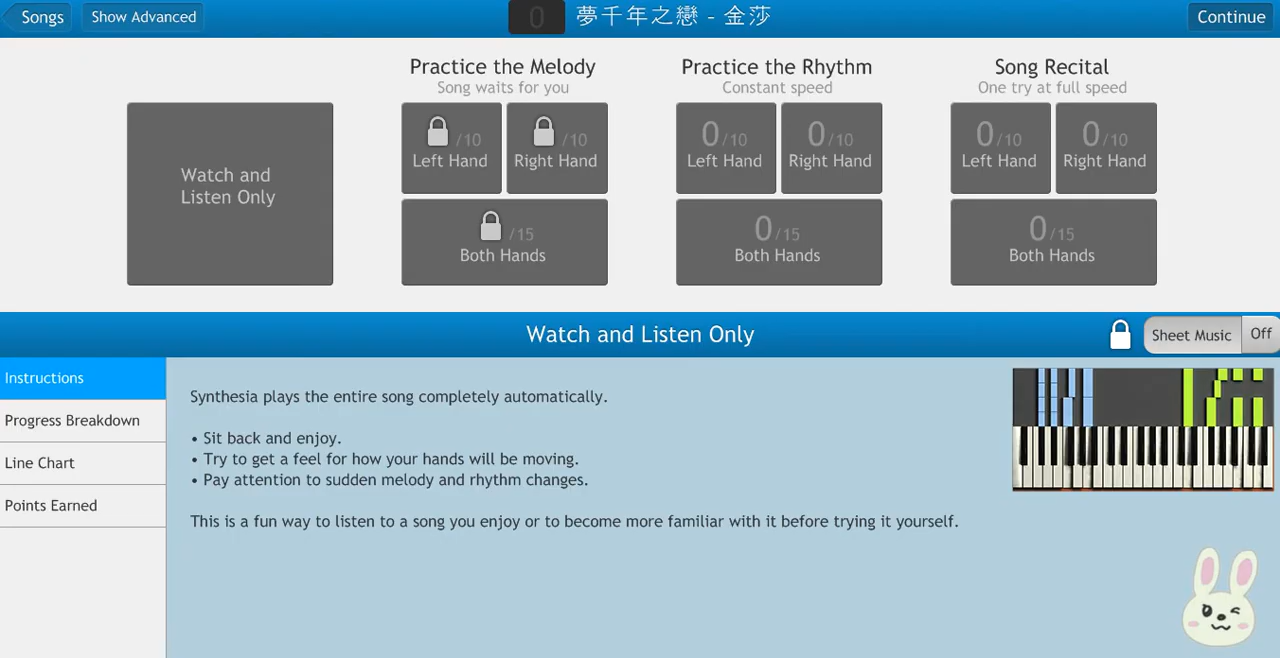 Songs
Show Advanced
0
夢千年之戀 - 金莎
Continue
Practice the Melody
Song waits for you
/10
Left Hand
/10
Right Hand
/15
Both Hands
Practice the Rhythm
Constant speed
0/10
Left Hand
0/10
Right Hand
0/15
Both Hands
Song Recital
One try at full speed
0/10
Left Hand
0/10
Right Hand
0/15
Both Hands
Watch and
Listen Only
Watch and Listen Only
Sheet Music
Off
Instructions
Progress Breakdown
Line Chart
Points Earned
Synthesia plays the entire song completely automatically.
• Sit back and enjoy.
• Try to get a feel for how your hands will be moving.
• Pay attention to sudden melody and rhythm changes.
This is a fun way to listen to a song you enjoy or to become more familiar with it before trying it yourself.